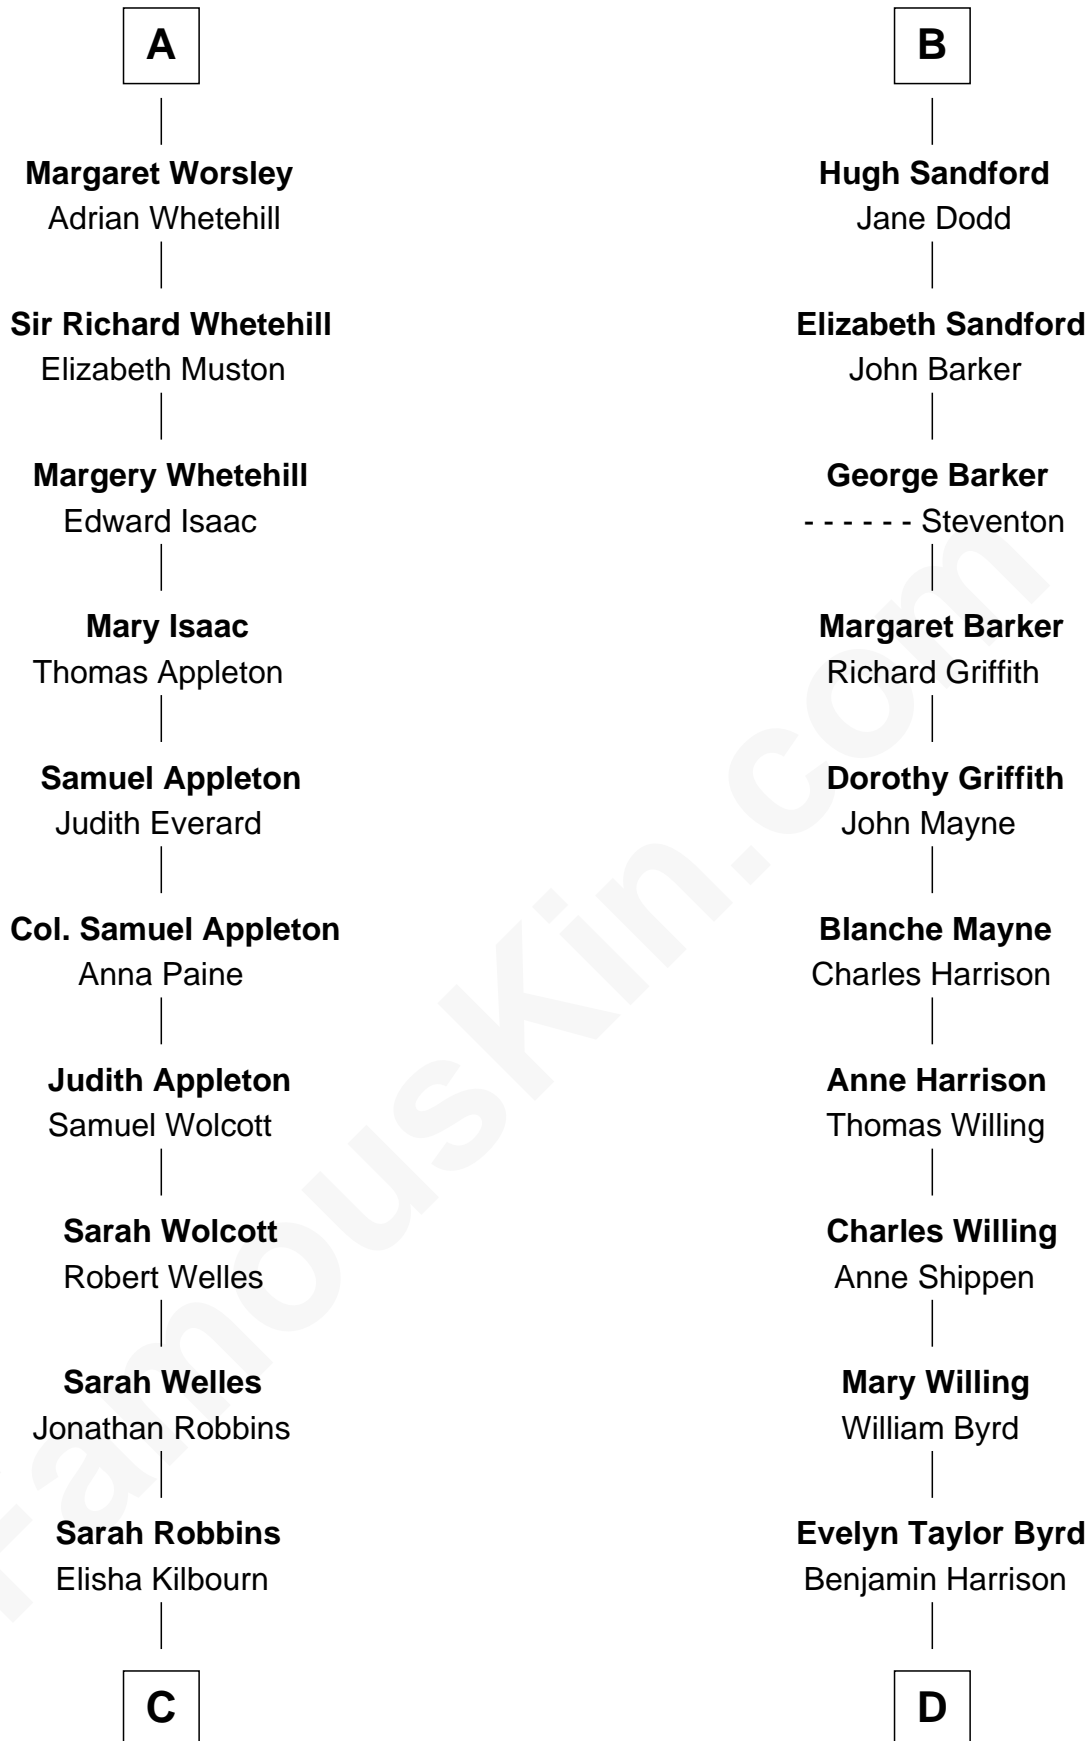 A
Margaret Worsley
Adrian Whetehill
Sir Richard Whetehill
Elizabeth Muston
Margery Whetehill
Edward Isaac
Mary Isaac
Thomas Appleton
Samuel Appleton
Judith Everard
Col. Samuel Appleton
Anna Paine
Judith Appleton
Samuel Wolcott
Sarah Wolcott
Robert Welles
Sarah Welles
Jonathan Robbins
Sarah Robbins
Elisha Kilbourn
C
B
Hugh Sandford
Jane Dodd
Elizabeth Sandford
John Barker
George Barker
- - - - - - Steventon
Margaret Barker
Richard Griffith
Dorothy Griffith
John Mayne
Blanche Mayne
Charles Harrison
Anne Harrison
Thomas Willing
Charles Willing
Anne Shippen
Mary Willing
William Byrd
Evelyn Taylor Byrd
Benjamin Harrison
D
FamousKin.com